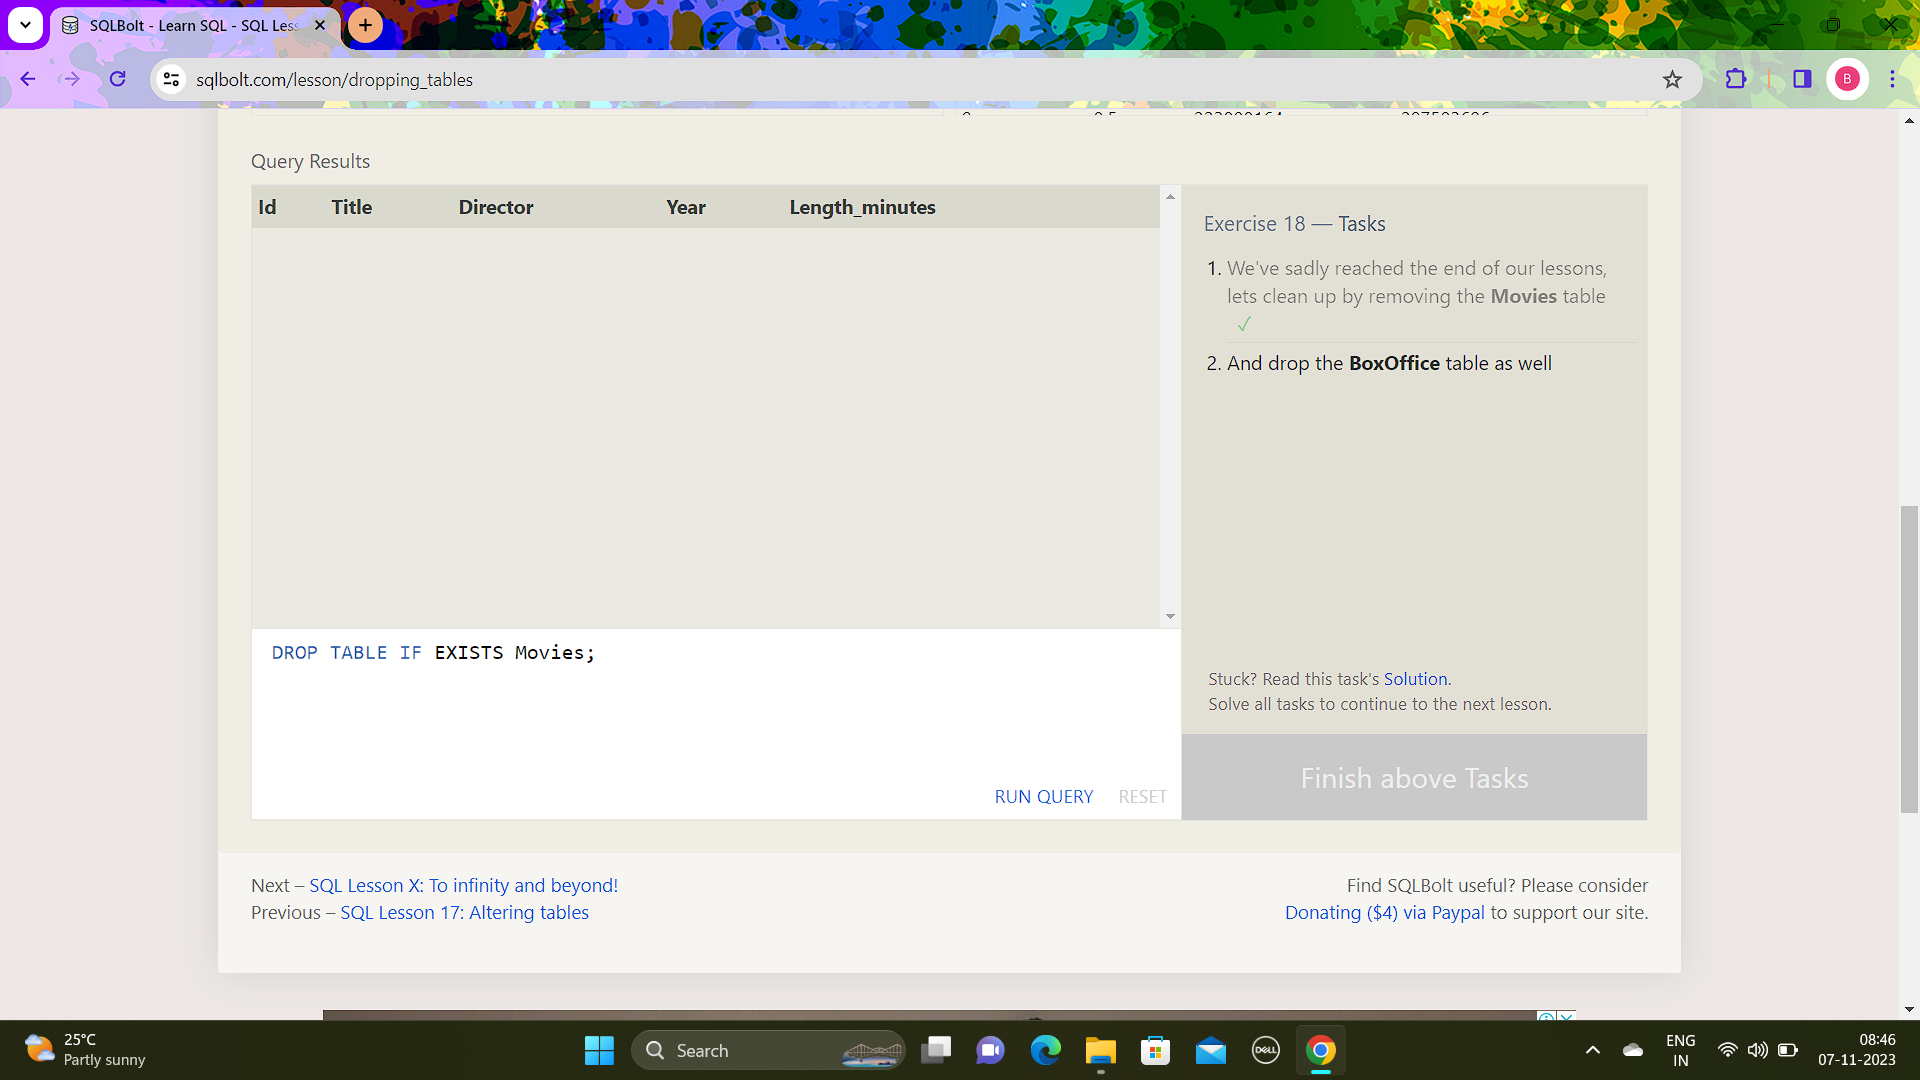 SQLBolt - Learn SQL - SQL Less
sqlbolt.com/lesson/dropping_tables
B
Query Results
Id Title Director Year Length_minutes
Exercise 18 — Tasks
1. We've sadly reached the end of our lessons,
lets clean up by removing the Movies table
✓
2. And drop the BoxOffice table as well
DROP TABLE IF EXISTS Movies;
Stuck? Read this task's Solution.
Solve all tasks to continue to the next lesson.
RUN QUERY RESET
Finish above Tasks
Next – SQL Lesson X: To infinity and beyond!
Previous – SQL Lesson 17: Altering tables
Find SQLBolt useful? Please consider
Donating ($4) via Paypal to support our site.
25°C
Partly sunny
Search
DELL
ENG
IN
08:46
07-11-2023